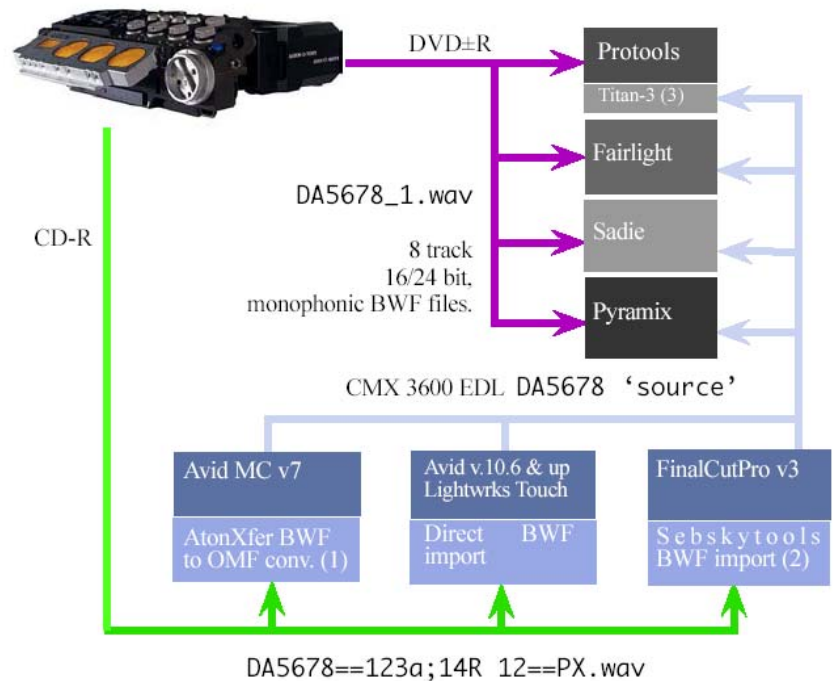 DVD±R
Protools
Titan-3 (3)
Fairlight
DA5678_1.wav
CD-R
Sadie
8 track
16/24 bit,
monophonic BWF files.
Pyramix
CMX 3600 EDL DA5678 ‘source’
Avid MC v7
AtonXfer BWF
to OMF conv. (1)
Avid v.10.6 & up
Lightwrks Touch
Direct BWF
import
FinalCutPro v3
Sebskytools
BWF import (2)
DA5678==123a;14R 12==PX.wav